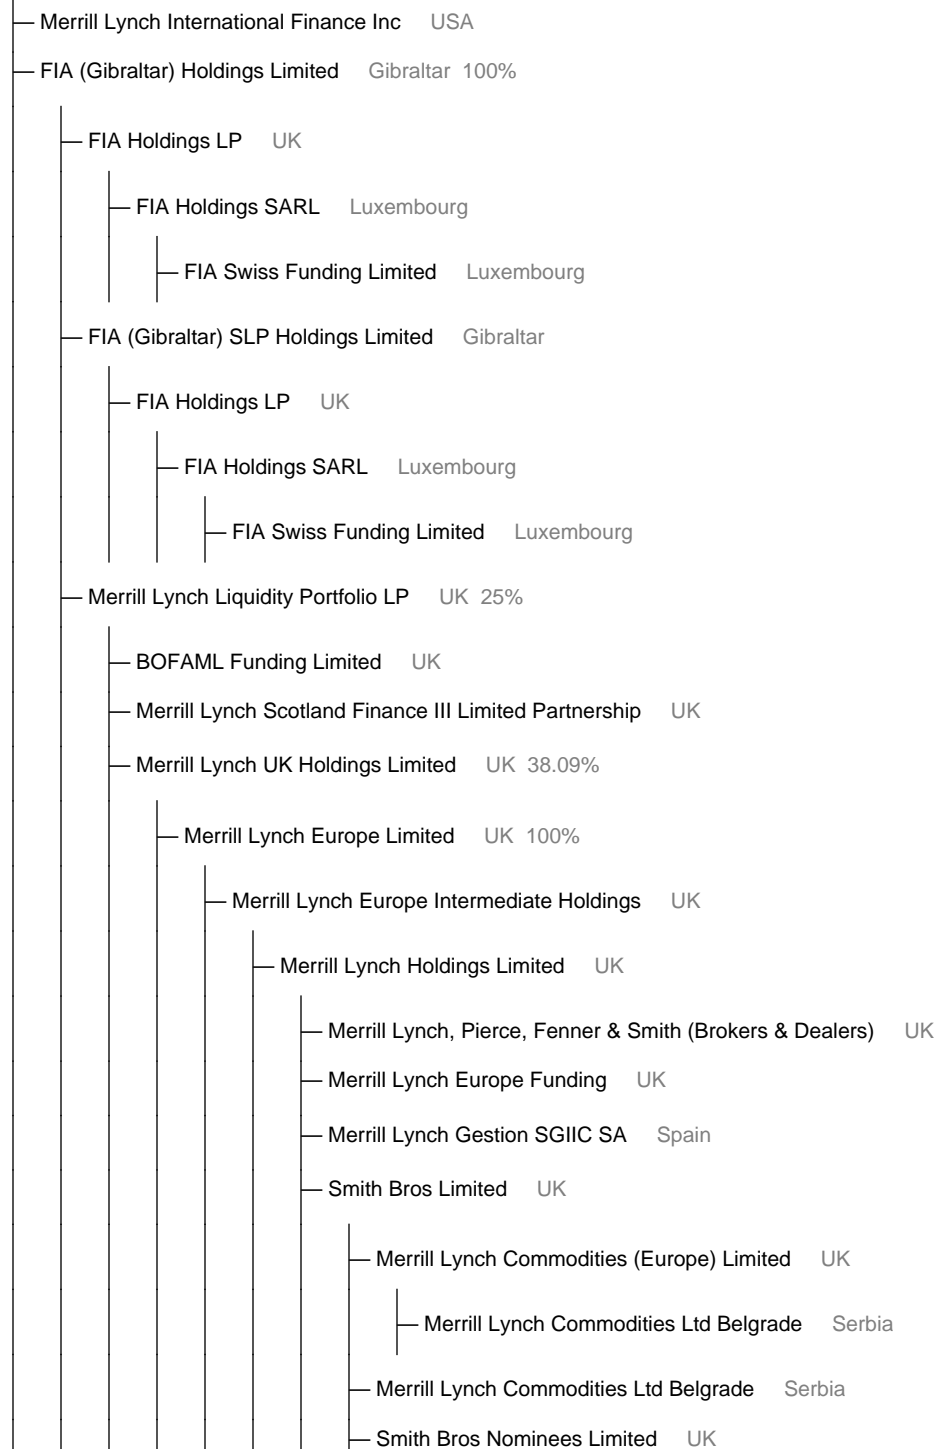 Merrill Lynch International Finance Inc USA
FIA (Gibraltar) Holdings Limited Gibraltar 100%
FIA Holdings LP UK
FIA Holdings SARL Luxembourg
FIA Swiss Funding Limited Luxembourg
FIA (Gibraltar) SLP Holdings Limited Gibraltar
FIA Holdings LP UK
FIA Holdings SARL Luxembourg
FIA Swiss Funding Limited Luxembourg
Merrill Lynch Liquidity Portfolio LP UK 25%
BOFAML Funding Limited UK
Merrill Lynch Scotland Finance III Limited Partnership UK
Merrill Lynch UK Holdings Limited UK 38.09%
Merrill Lynch Europe Limited UK 100%
Merrill Lynch Europe Intermediate Holdings UK
Merrill Lynch Holdings Limited UK
Merrill Lynch, Pierce, Fenner & Smith (Brokers & Dealers) UK
Merrill Lynch Europe Funding UK
Merrill Lynch Gestion SGIIC SA Spain
Smith Bros Limited UK
Merrill Lynch Commodities (Europe) Limited UK
Merrill Lynch Commodities Ltd Belgrade Serbia
Merrill Lynch Commodities Ltd Belgrade Serbia
Smith Bros Nominees Limited UK